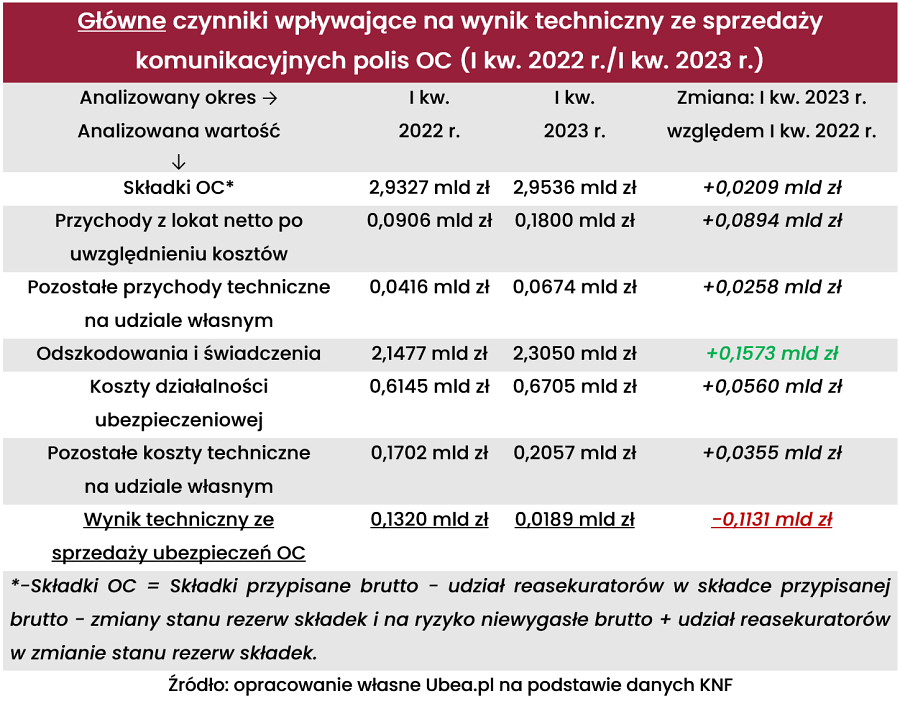 Główne czynniki wpływające na wynik techniczny ze sprzedaży
komunikacyjnych polis OC (I kw. 2022 r./I kw. 2023 r.)
Analizowany okres → I kw. I kw. Zmiana: I kw. 2023 r.
Analizowana wartość 2022 r. 2023 r. względem I kw. 2022 r.
↓
Składki OC* 2,9327 mld zł 2,9536 mld zł +0,0209 mld zł
Przychody z lokat netto po 0,0906 mld zł 0,1800 mld zł +0,0894 mld zł
uwzględnieniu kosztów
Pozostałe przychody techniczne 0,0416 mld zł 0,0674 mld zł +0,0258 mld zł
na udziale własnym
Odszkodowania i świadczenia 2,1477 mld zł 2,3050 mld zł +0,1573 mld zł
Koszty działalności 0,6145 mld zł 0,6705 mld zł +0,0560 mld zł
ubezpieczeniowej
Pozostałe koszty techniczne 0,1702 mld zł 0,2057 mld zł +0,0355 mld zł
na udziale własnym
Wynik techniczny ze 0,1320 mld zł 0,0189 mld zł -0,1131 mld zł
sprzedaży ubezpieczeń OC
*-Składki OC = Składki przypisane brutto - udział reasekuratorów w składce przypisanej
brutto - zmiany stanu rezerw składek i na ryzyko niewygasłe brutto + udział reasekuratorów
w zmianie stanu rezerw składek.
Źródło: opracowanie własne Ubea.pl na podstawie danych KNF